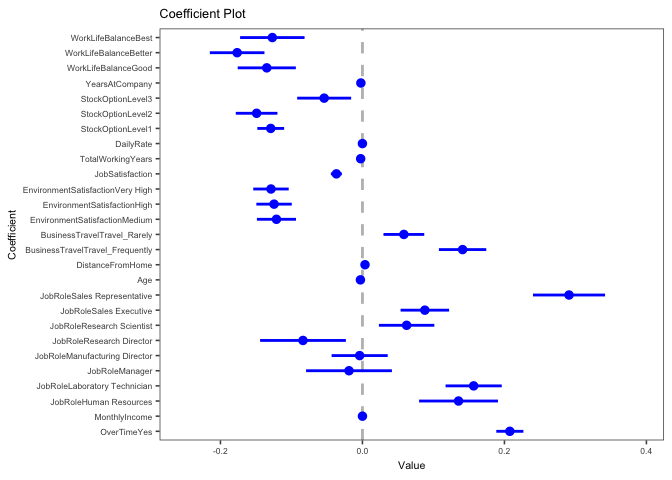 Coefficient Plot
WorkLifeBalanceBest
WorkLifeBalanceBetter
WorkLifeBalanceGood
YearsAtCompany
StockOptionLevel3
StockOptionLevel2
StockOptionLevel1
DailyRate
TotalWorkingYears
JobSatisfaction
EnvironmentSatisfactionVery High
EnvironmentSatisfactionHigh
EnvironmentSatisfactionMedium
BusinessTravelTravel_Rarely
BusinessTravelTravel_Frequently
DistanceFromHome
Age
JobRoleSales Representative
JobRoleSales Executive
JobRoleResearch Scientist
JobRoleResearch Director
JobRoleManufacturing Director
JobRoleManager
JobRoleLaboratory Technician
JobRoleHuman Resources
MonthlyIncome
OverTimeYes
Coefficient
-0.2 0.0 0.2 0.4
Value